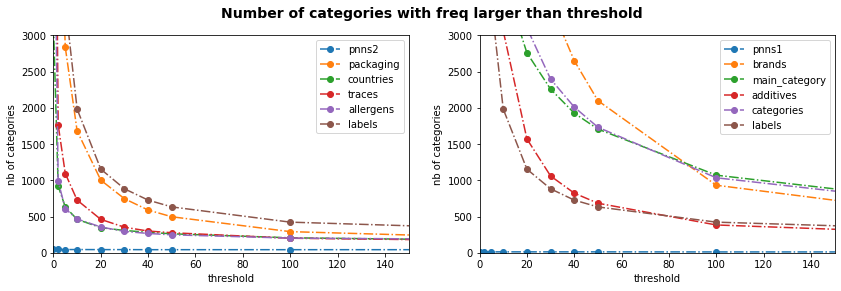 Number of categories with freq larger than threshold
nb of categories
3000
2500
2000
1500
1000
500
0
0 20 40 60 80 100 120 140
threshold
pnns2
packaging
countries
traces
allergens
labels
nb of categories
3000
2500
2000
1500
1000
500
0
0 20 40 60 80 100 120 140
threshold
pnns1
brands
main_category
additives
categories
labels